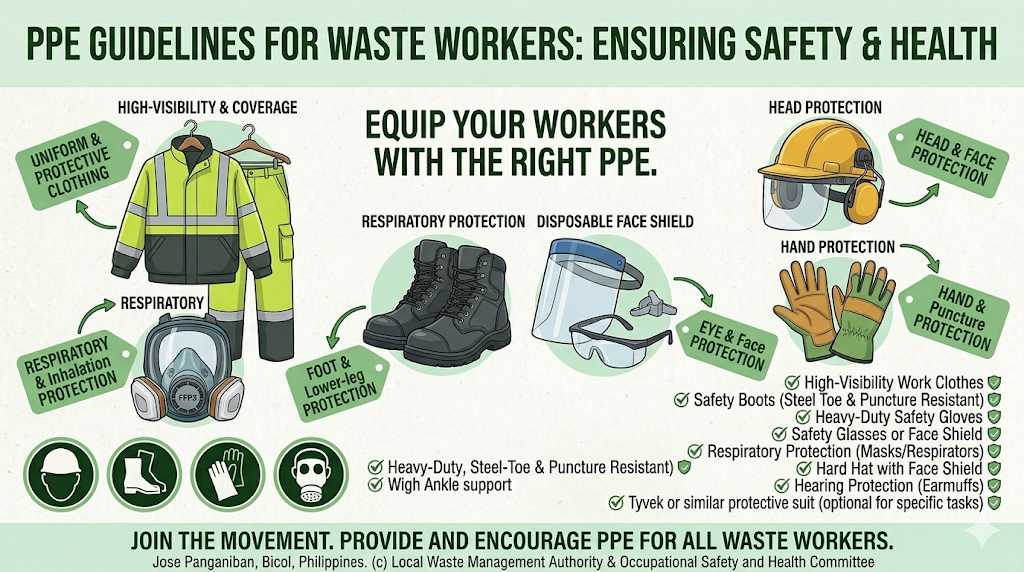 PPE GUIDELINES FOR WASTE WORKERS: ENSURING SAFETY & HEALTH
HIGH-VISIBILITY & COVERAGE
UNIFORM &
PROTECTIVE
CLOTHING
EQUIP YOUR WORKERS
WITH THE RIGHT PPE.
HEAD PROTECTION
HEAD & FACE
PROTECTION
RESPIRATORY PROTECTION
DISPOSABLE FACE SHIELD
HAND PROTECTION
RESPIRATORY
RESPIRATORY
& Inhalation
PROTECTION
FFP3
FOOT &
Lower-leg
PROTECTION
EYE & Face
PROTECTION
HAND &
Puncture
PROTECTION
High-Visibility Work Clothes
Safety Boots (Steel Toe & Puncture Resistant)
Heavy-Duty Safety Gloves
Safety Glasses or Face Shield
Respiratory Protection (Masks/Respirators)
Hard Hat with Face Shield
Hearing Protection (Earmuffs)
Tyvek or similar protective suit (optional for specific tasks)
Heavy-Duty, Steel-Toe & Puncture Resistant)
Wigh Ankle support
JOIN THE MOVEMENT. PROVIDE AND ENCOURAGE PPE FOR ALL WASTE WORKERS.
Jose Panganiban, Bicol, Philippines. (c) Local Waste Management Authority & Occupational Safety and Health Committee